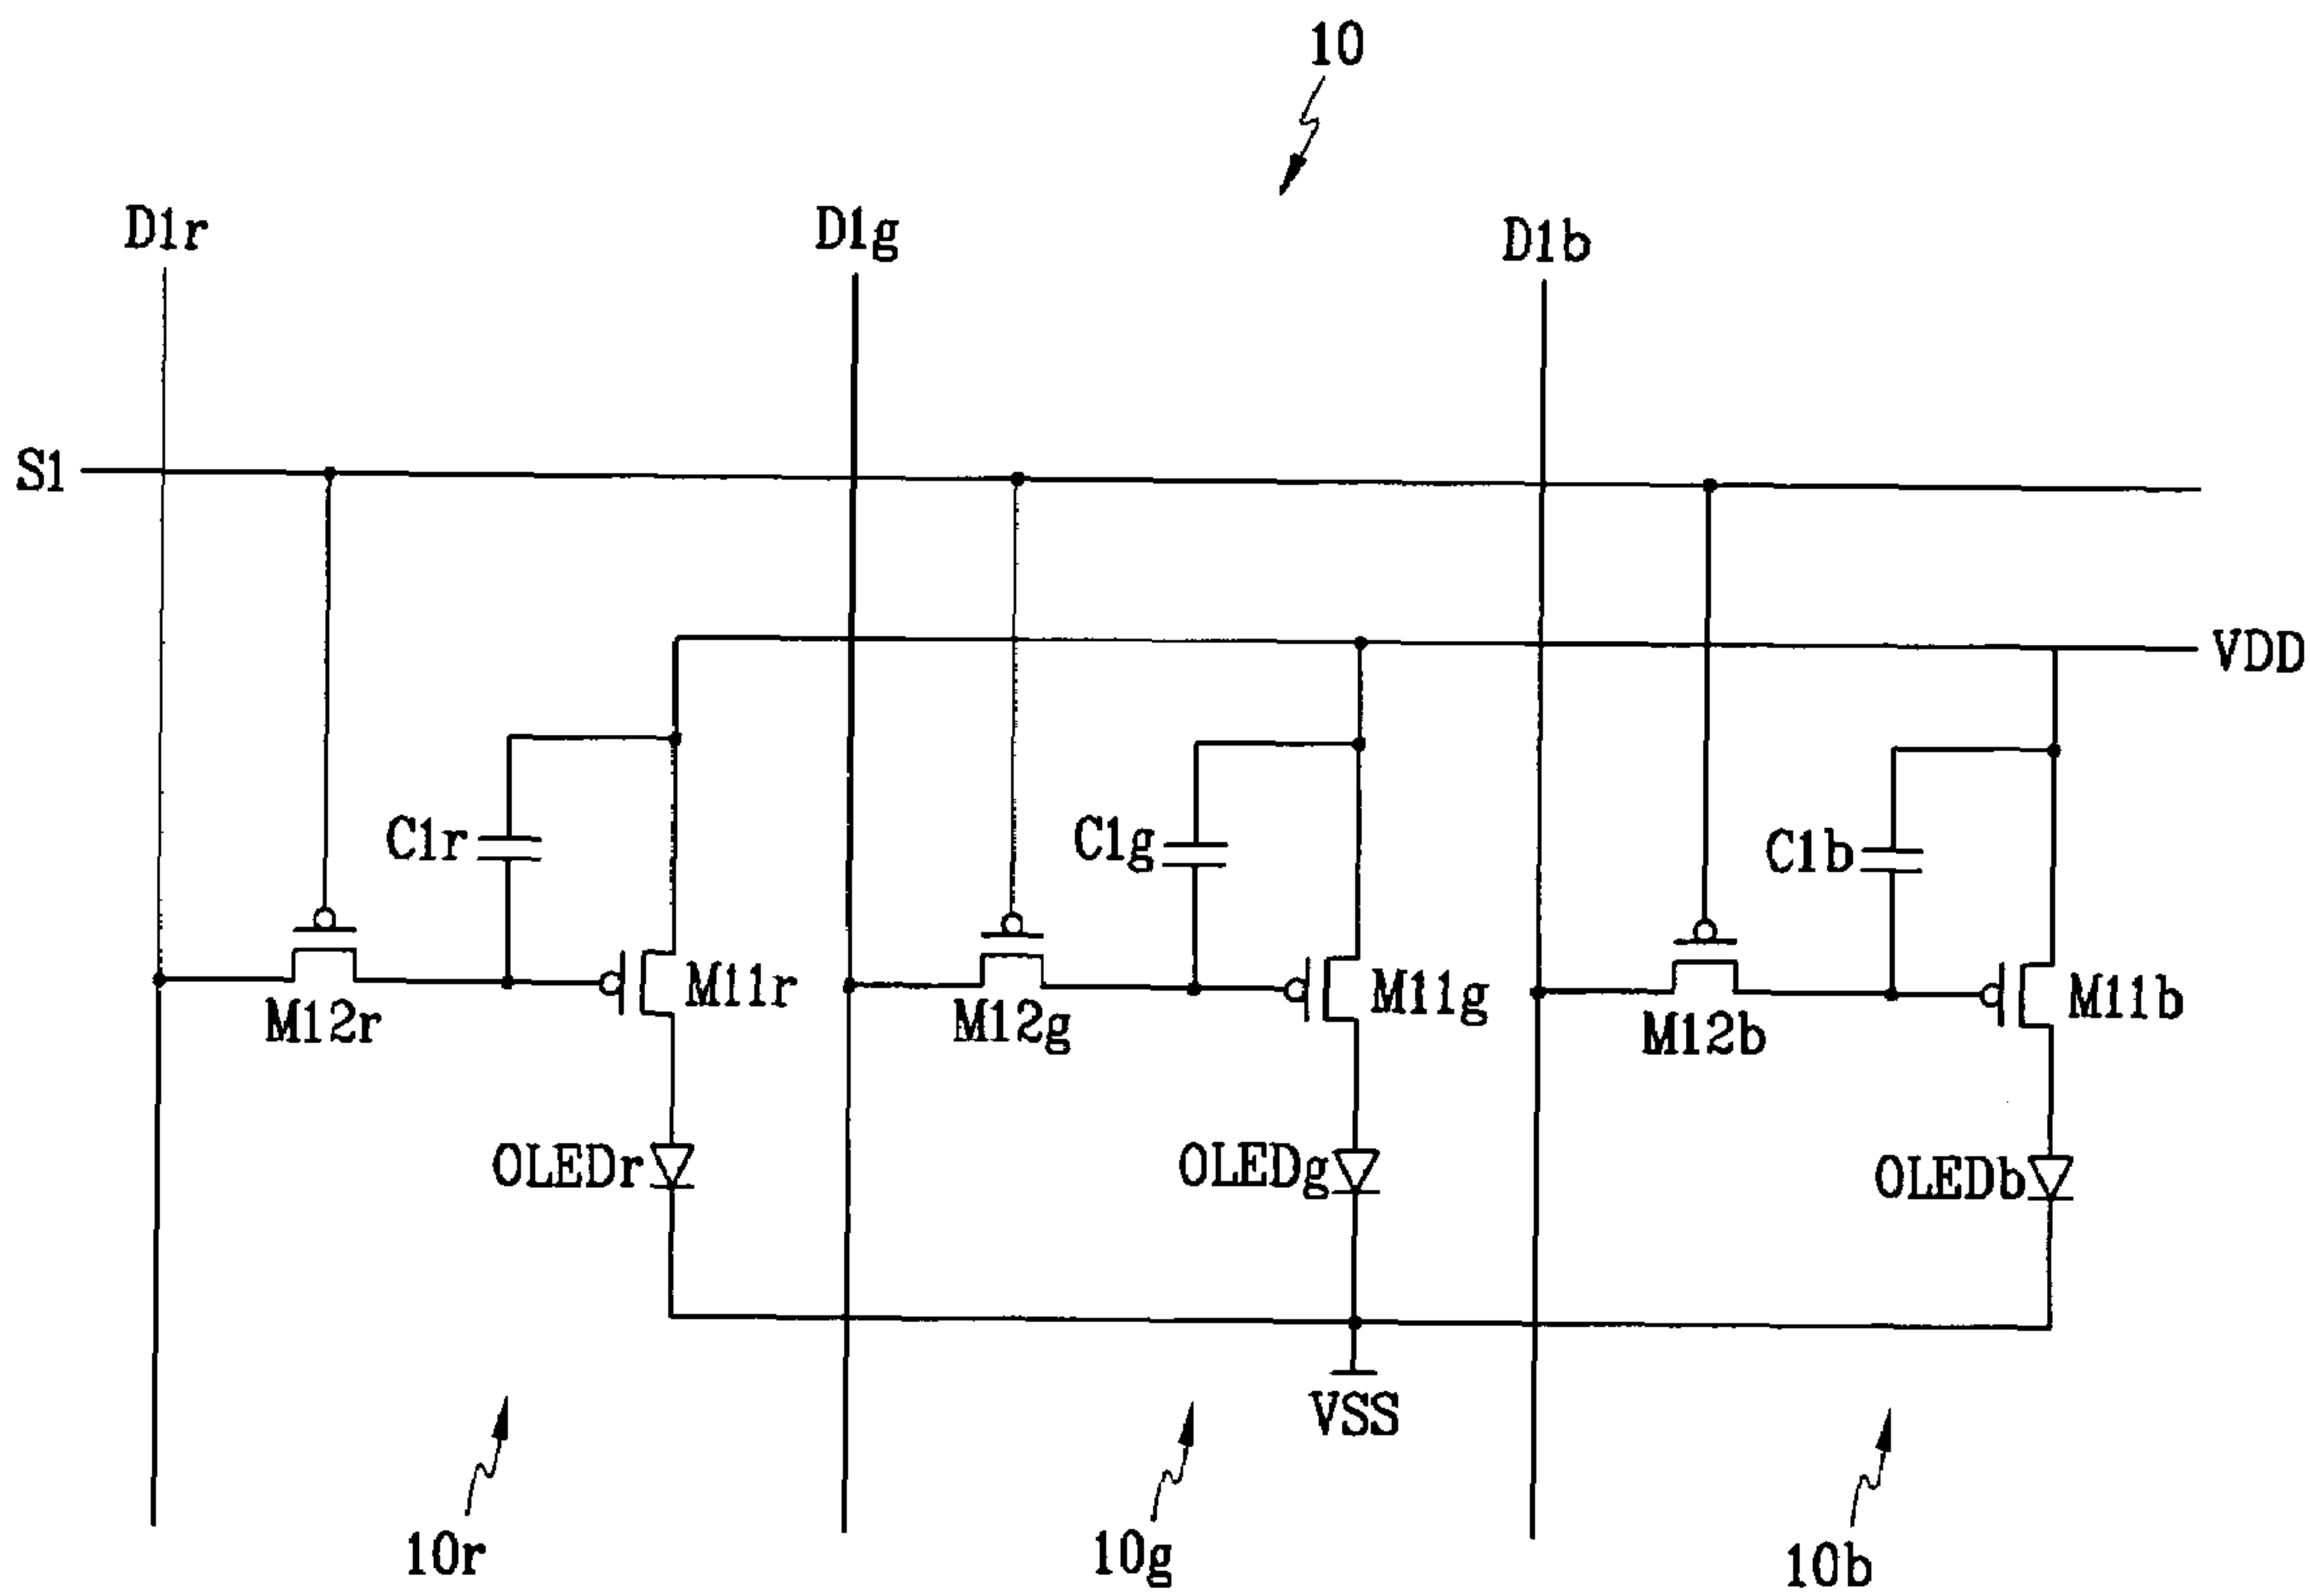 10
D1r
D1g
D1b
S1
VDD
C1r
C1g
C1b
M12r
M11r
M12g
M11g
M12b
M11b
OLEDr
OLEDg
OLEDb
VSS
10r
10g
10b